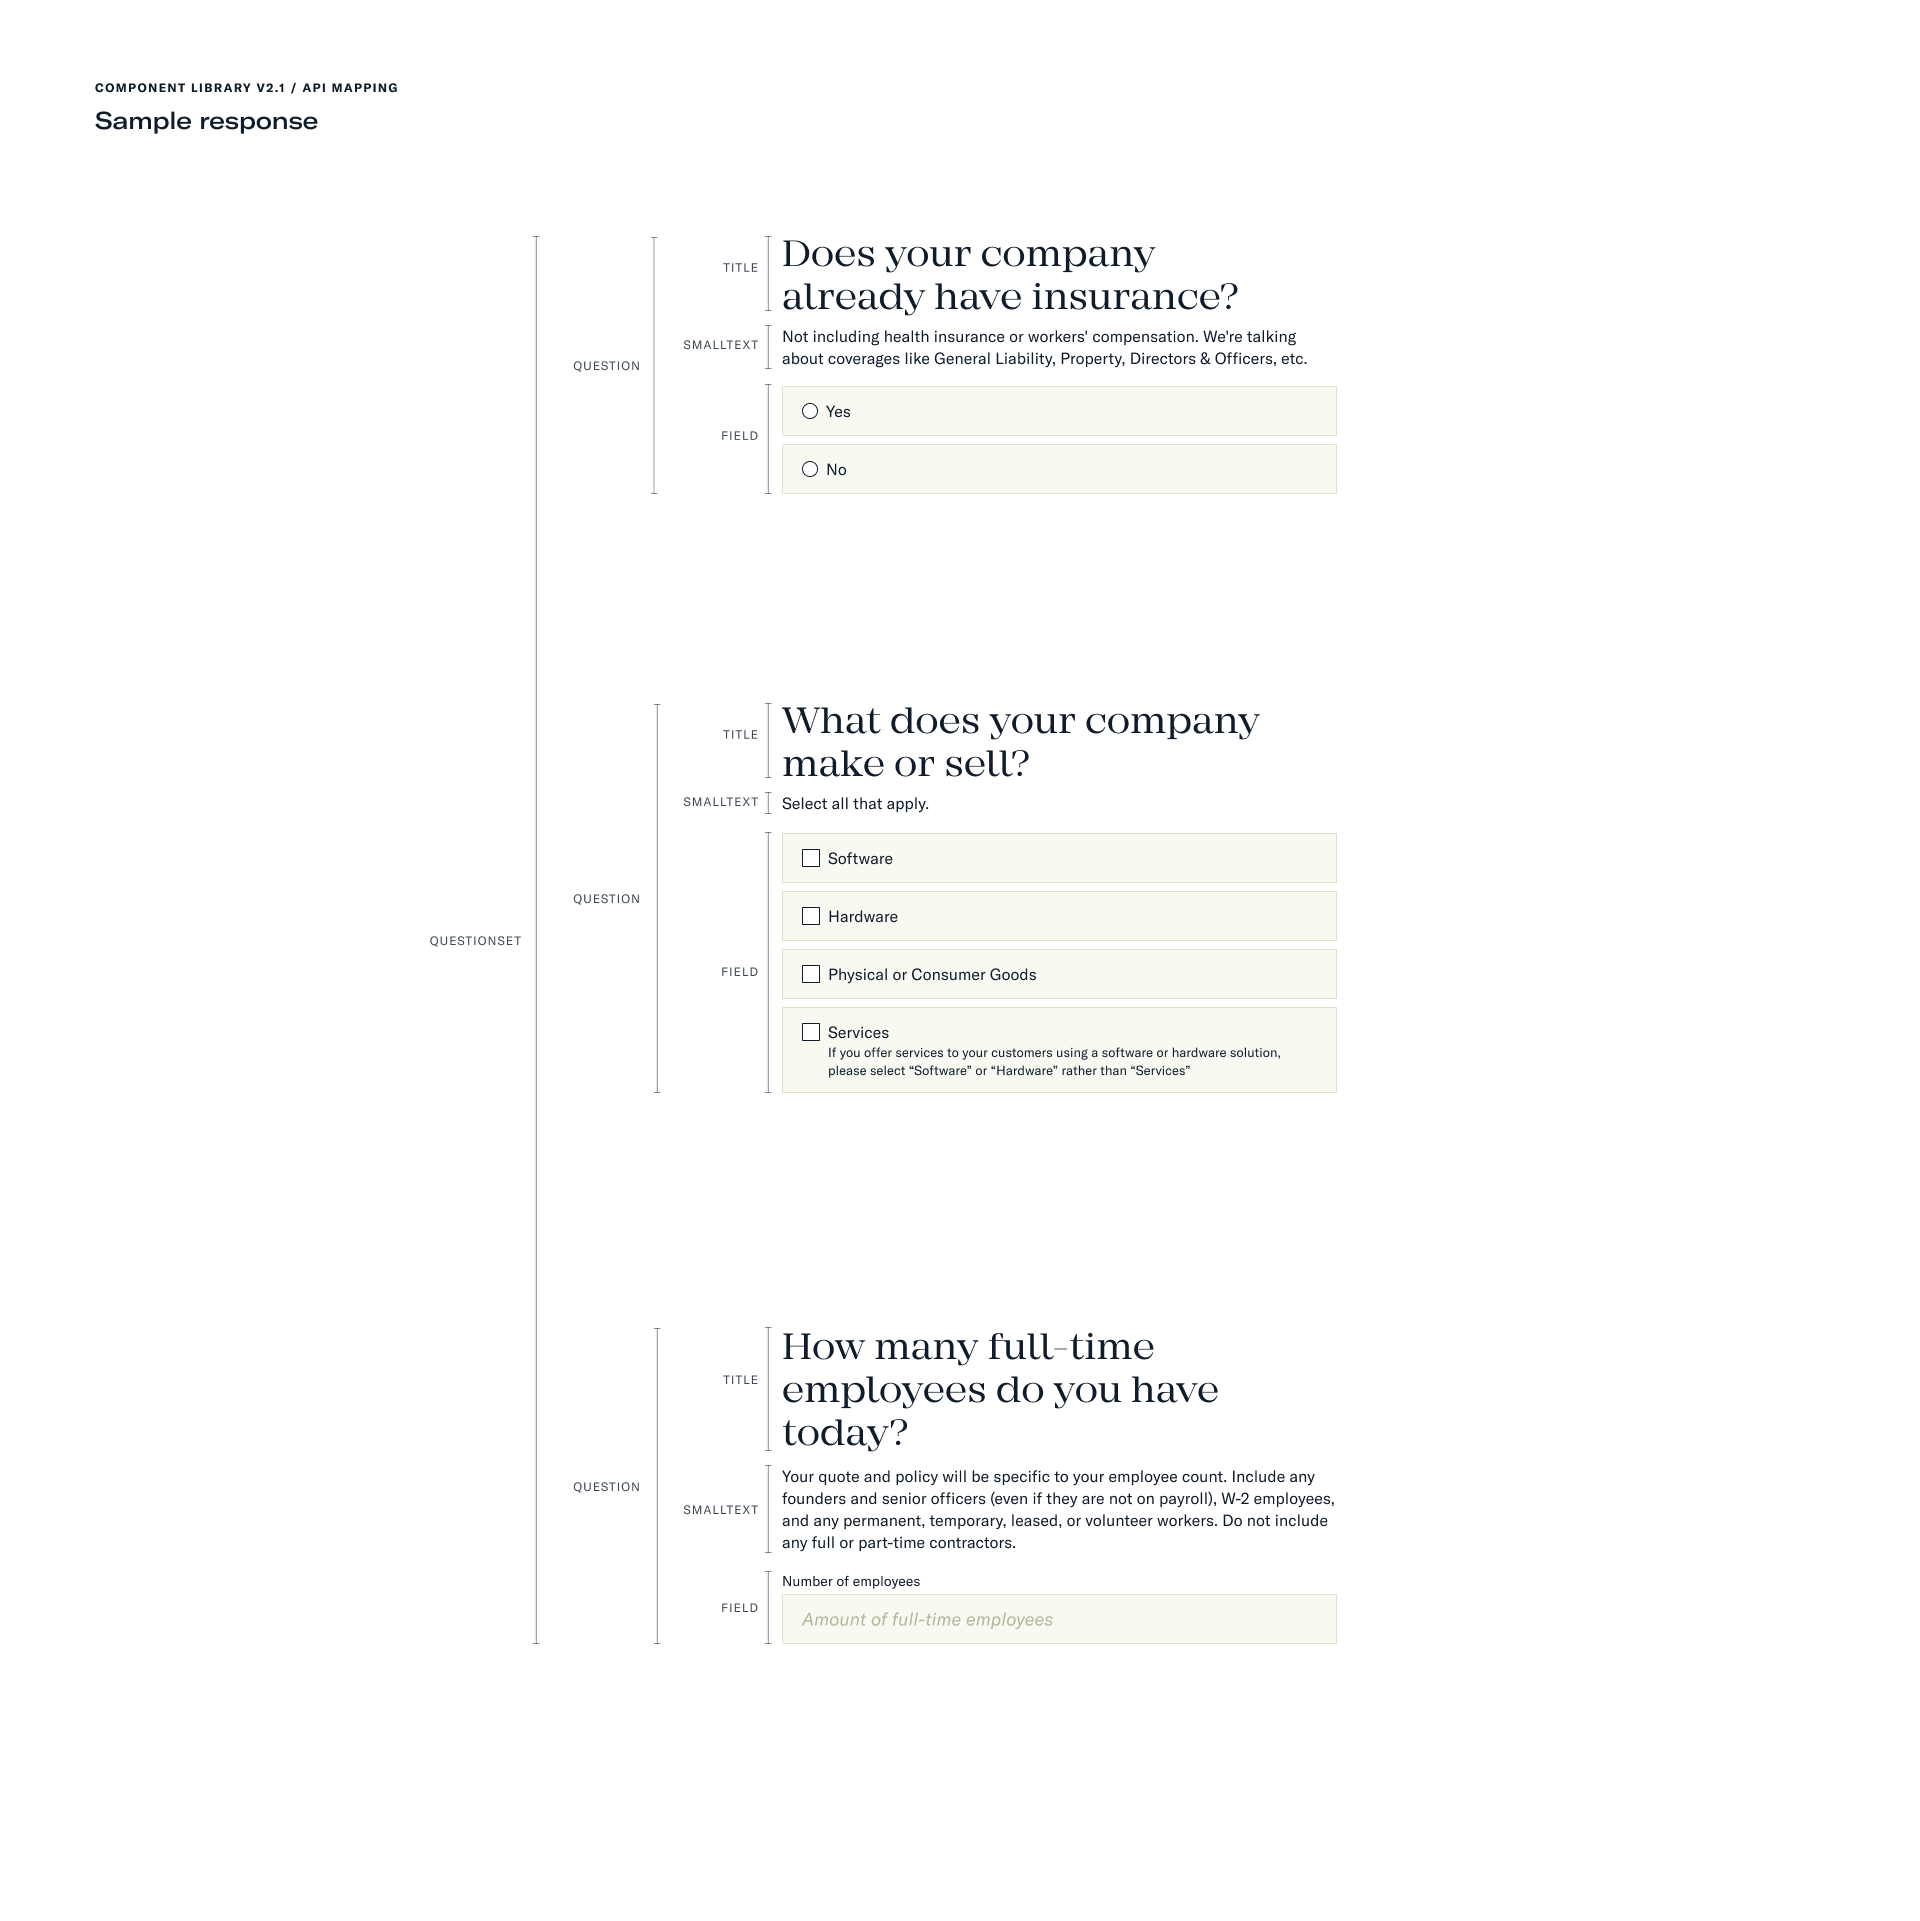 COMPONENT LIBRARY V2.1 / API MAPPING
Sample response
QUESTIONSET
QUESTION
TITLE
Does your company
already have insurance?
SMALLTEXT
Not including health insurance or workers' compensation. We're talking
about coverages like General Liability, Property, Directors & Officers, etc.
FIELD
Yes
No
QUESTION
TITLE
What does your company
make or sell?
SMALLTEXT
Select all that apply.
FIELD
Software
Hardware
Physical or Consumer Goods
Services
If you offer services to your customers using a software or hardware solution,
please select “Software” or “Hardware” rather than “Services”
QUESTION
TITLE
How many full-time
employees do you have
today?
SMALLTEXT
Your quote and policy will be specific to your employee count. Include any
founders and senior officers (even if they are not on payroll), W-2 employees,
and any permanent, temporary, leased, or volunteer workers. Do not include
any full or part-time contractors.
FIELD
Number of employees
Amount of full-time employees